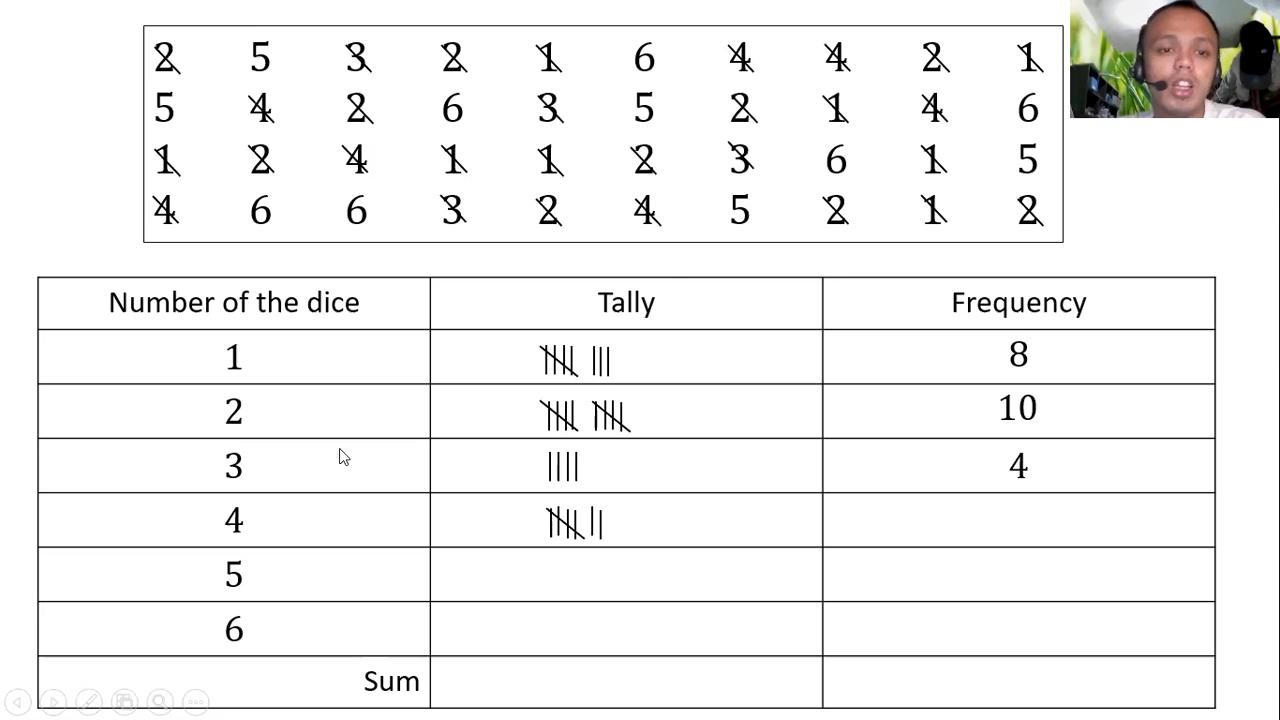 2 5 3 2 1 6 4 4 2 1
5 4 2 6 3 5 2 1 4 6
1 2 4 1 1 2 3 6 1 5
4 6 6 3 2 4 5 2 1 2
Number of the dice Tally Frequency
1 8
2 10
3 4
4
5
6
Sum